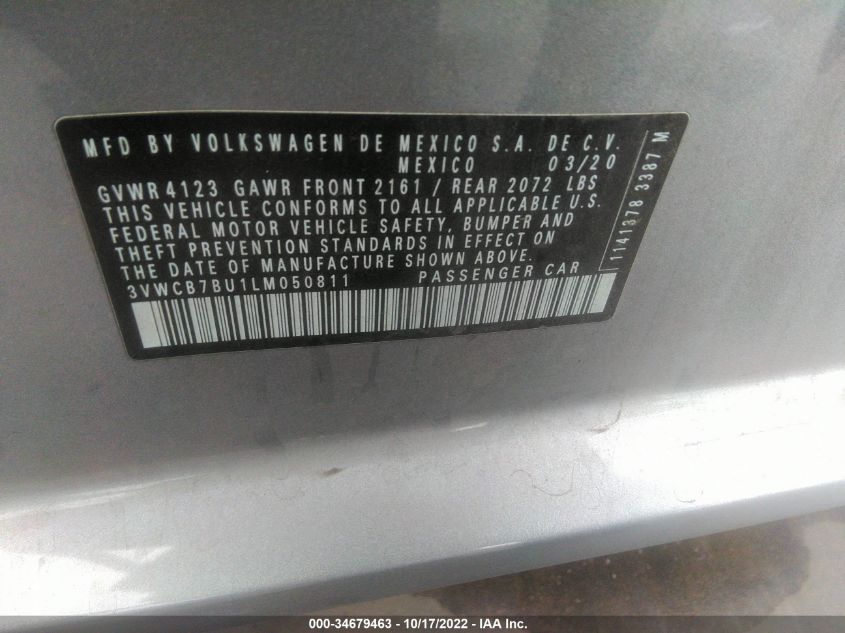 MFD BY VOLKSWAGEN DE MEXICO S.A. DE C.V.
MEXICO 03/20
GVWR 4123 GAWR FRONT 2161 / REAR 2072 LBS
THIS VEHICLE CONFORMS TO ALL APPLICABLE U.S.
FEDERAL MOTOR VEHICLE SAFETY, BUMPER AND
THEFT PREVENTION STANDARDS IN EFFECT ON
THE DATE OF MANUFACTURE SHOWN ABOVE.
3VWCB7BU1LM050811 PASSENGER CAR
1141378 3387 M
000-34679463 - 10/17/2022 - IAA Inc.